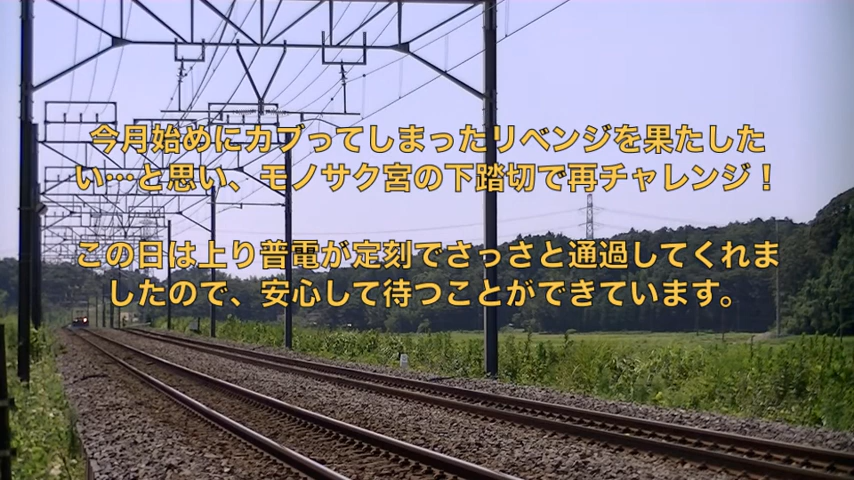 今月始めにカブってしまったリベンジを果たした
い…と思い、モノサク宮の下踏切で再チャレンジ！
この日は上り普電が定刻でさっさと通過してくれま
したので、安心して待つことができています。